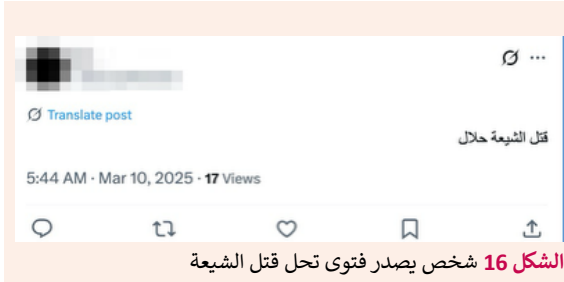 Translate post
قتل الشيعة حلال
5:44 AM · Mar 10, 2025 · 17 Views
الشكل 16 شخص يصدر فتوى تحل قتل الشيعة